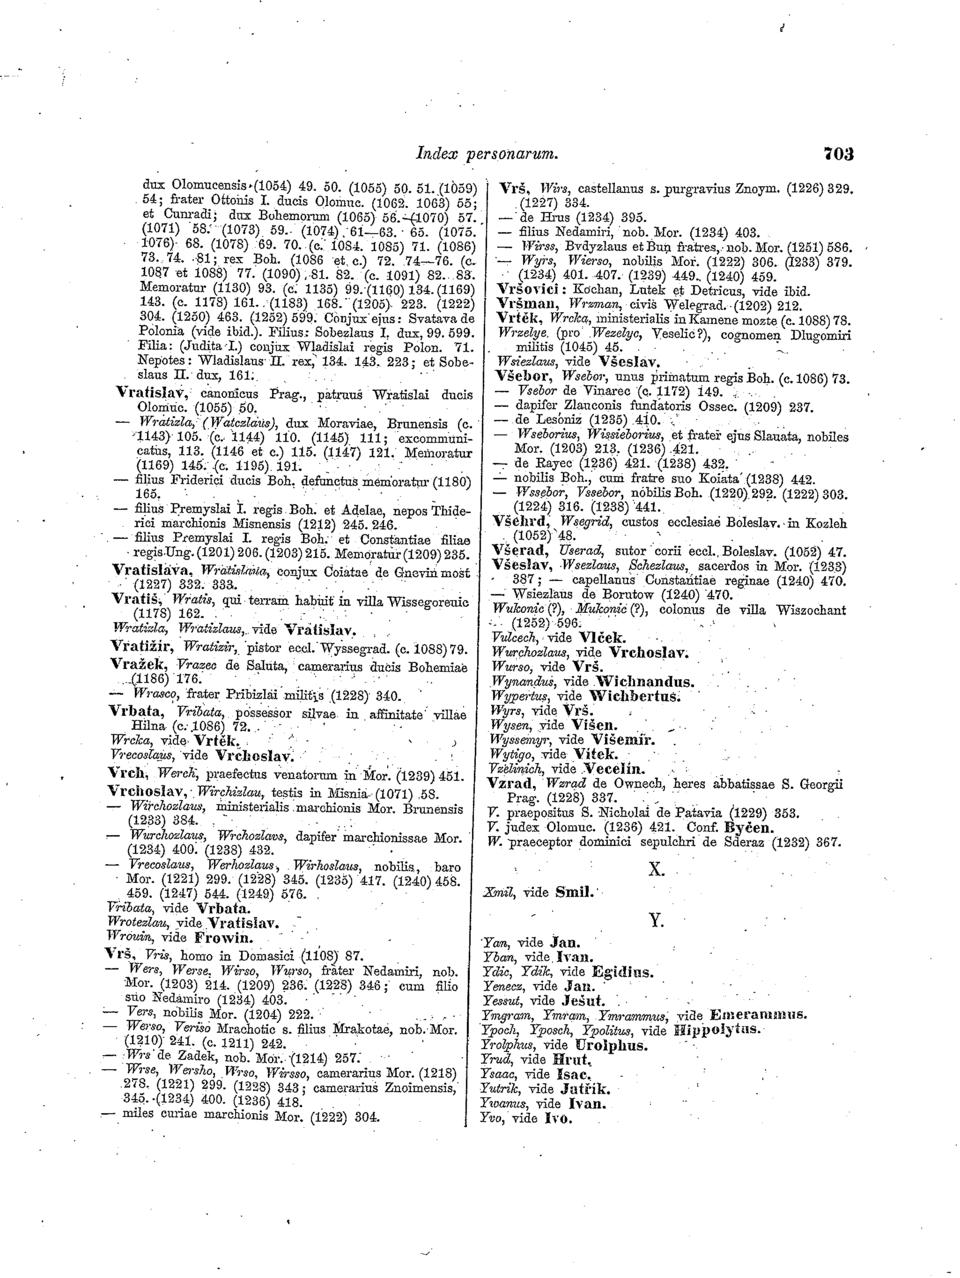 Index personarum. 703
dux Olomucensis (1054) 49. 50. (1055) 50. 51. (1059)
54; frater Ottonis I. ducis Olomuc. (1062. 1063) 55;
et Cunradi; dux Bohemorum (1065) 56.—(1070) 57.
(1071) 58. (1073) 59. (1074) 61—63. 65. (1075.
1076) 68. (1078) 69. 70. (c. 1084. 1085) 71. (1086)
73. 74. 81; rex Boh. (1086 et c.) 72. 74—76. (c.
1087 et 1088) 77. (1090) 81. 82. (c. 1091) 82. 83.
Memoratur (1130) 93. (c. 1135) 99. (1160) 134. (1169)
143. (c. 1178) 161. (1183) 168. (1205) 223. (1222)
304. (1250) 463. (1252) 599. Conjux ejus: Svatava de
Polonia (vide ibid.). Filius: Sobezlaus I. dux, 99. 599.
Filia: (Judita I.) conjux Wladislai regis Polon. 71.
Nepotes: Wladislaus II. rex, 134. 143. 223; et Sobe-
slaus II. dux, 161.
Vratislav, canonicus Prag., patruus Wratislai ducis
Olomuc. (1055) 50.
— Wratizla, (Watczlaus), dux Moraviae, Brunensis (c.
1143) 105. (c. 1144) 110. (1145) 111; excommuni-
catus, 113. (1146 et c.) 115. (1147) 121. Memoratur
(1169) 145. (c. 1195) 191.
— filius Friderici ducis Boh. defunctus memoratur (1180)
165.
— filius Premyslai I. regis Boh. et Adelae, nepos Thide-
rici marchionis Misnensis (1212) 245. 246.
— filius Premyslai I. regis Boh. et Constantiae filiae
regis Ung. (1201) 206. (1203) 215. Memoratur (1209) 235.
Vratislava, Wratislavia, conjux Coiatae de Gnevin most
(1227) 332. 333.
Vratiš, Wratis, qui terram habuit in villa Wissegorenic
(1178) 162.
Wratizla, Wratizlaus, vide Vratislav.
Vratižir, Wratizir, pistor eccl. Wyssegrad. (c. 1088) 79.
Vražek, Vrazec de Saluta, camerarius ducis Bohemiae
(1186) 176.
— Wrasco, frater Pribizlai militis (1228) 340.
Vrbata, Vribata, possessor silvae in affinitate villae
Hilna (c. 1086) 72.
Wrcka, vide Vrtěk.
Vrecoslaus, vide Vrchoslav.
Vrch, Werch, praefectus venatorum in Mor. (1239) 451.
Vrchoslav, Wirchizlau, testis in Misnia (1071) 58.
— Wirchozlaus, ministerialis marchionis Mor. Brunensis
(1233) 384.
— Wurchozlaus, Wrchozlavs, dapifer marchionissae Mor.
(1234) 400. (1238) 432.
— Vrecoslaus, Werhozlaus, Wirhoslaus, nobilis, baro
Mor. (1221) 299. (1228) 345. (1235) 417. (1240) 458.
459. (1247) 544. (1249) 576.
Vribata, vide Vrbata.
Wrotezlau, vide Vratislav.
Wrouin, vide Frowin.
Vrš, Vris, homo in Domasici (1108) 87.
— Wers, Werse, Wirso, Wurso, frater Nedamiri, nob.
Mor. (1203) 214. (1209) 236. (1228) 346; cum filio
suo Nedamiro (1234) 403.
— Vers, nobilis Mor. (1204) 222.
— Werso, Veriso Mrachotic s. filius Mrakotae, nob. Mor.
(1210) 241. (c. 1211) 242.
— Wrs de Zadek, nob. Mor. (1214) 257.
— Wrse, Wersho, Wrso, Wirsso, camerarius Mor. (1218)
278. (1221) 299. (1228) 343; camerarius Znoimensis,
345. (1234) 400. (1236) 418.
— miles curiae marchionis Mor. (1222) 304.
Vrš, Wirs, castellanus s. purgravius Znoym. (1226) 329.
(1227) 334.
— de Hrus (1234) 395.
— filius Nedamiri, nob. Mor. (1234) 403.
— Wirss, Bvdyzlaus et Bun fratres, nob. Mor. (1251) 586.
— Wyrs, Wierso, nobilis Mor. (1222) 306. (1233) 379.
(1234) 401. 407. (1239) 449. (1240) 459.
Vršovici: Kochan, Lutek et Detricus, vide ibid.
Vršman, Wrzman, civis Welegrad. (1202) 212.
Vrtěk, Wrcka, ministerialis in Kamene mozte (c. 1088) 78.
Wrzelye (pro Wezelyc, Veselic?), cognomen Dlugomiri
militis (1045) 45.
Wsiezlaus, vide Všeslav.
Všebor, Wsebor, unus primatum regis Boh. (c. 1086) 73.
— Vsebor de Vinarec (c. 1172) 149.
— dapifer Zlauconis fundatoris Ossec. (1209) 237.
— de Lesoniz (1235) 410.
— Wseborius, Wissieborius, et frater ejus Slauata, nobiles
Mor. (1203) 213. (1236) 421.
— de Rayec (1236) 421. (1238) 432.
— nobilis Boh., cum fratre suo Koiata (1238) 442.
— Wssebor, Vssebor, nobilis Boh. (1220) 292. (1222) 303.
(1224) 316. (1238) 441.
Všehrd, Wsegrid, custos ecclesiae Boleslav. in Kozleh
(1052) 48.
Všerad, Userad, sutor corii eccl. Boleslav. (1052) 47.
Všeslav, Wsezlaus, Schezlaus, sacerdos in Mor. (1233)
387; — capellanus Constantiae reginae (1240) 470.
— Wsiezlaus de Borutow (1240) 470.
Wukonic (?), Mukonic (?), colonus de villa Wiszochant
(1252) 596.
Vulcech, vide Vlček.
Wurchozlaus, vide Vrchoslav.
Wurso, vide Vrš.
Wynandus, vide Wichnandus.
Wypertus, vide Wichbertus.
Wyrs, vide Vrš.
Wysen, vide Višen.
Wyssemyr, vide Višemír.
Wytigo, vide Vítek.
Vzelinich, vide Vecelin.
Vzrad, Wzrad de Ownech, heres abbatissae S. Georgii
Prag. (1228) 337.
V. praepositus S. Nicholai de Patavia (1229) 353.
V. judex Olomuc. (1236) 421. Conf. Byčen.
W. praeceptor dominici sepulchri de Sderaz (1232) 367.
X.
Xmil, vide Smil.
Y.
Yan, vide Jan.
Yban, vide Ivan.
Ydic, Ydik, vide Egidius.
Yenecz, vide Jan.
Yessut, vide Ješut.
Ymgram, Ymram, Ymrammus, vide Emerammus.
Ypoch, Yposch, Ypolitus, vide Hippolytus.
Yrolphus, vide Urolphus.
Yrud, vide Hrut.
Ysaac, vide Isac.
Yutrik, vide Jutřík.
Ywanus, vide Ivan.
Yvo, vide Ivo.